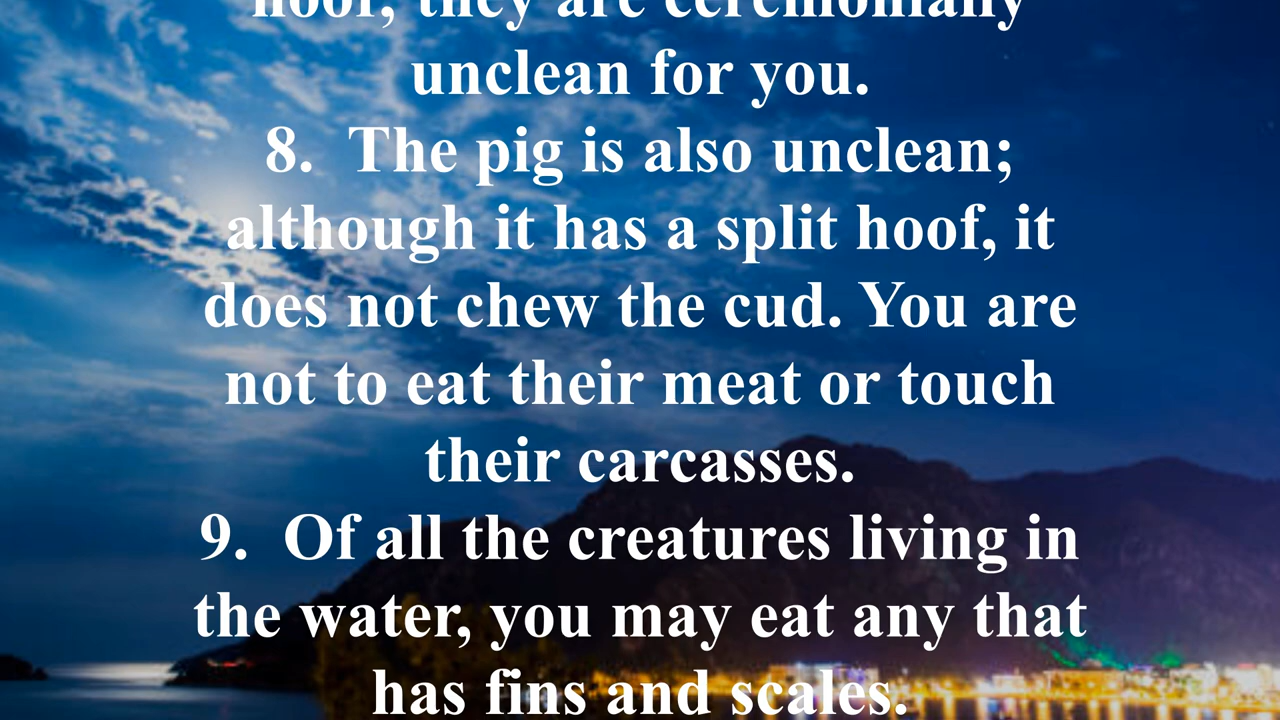 hoof, they are ceremonially
unclean for you.
8. The pig is also unclean;
although it has a split hoof, it
does not chew the cud. You are
not to eat their meat or touch
their carcasses.
9. Of all the creatures living in
the water, you may eat any that
has fins and scales.